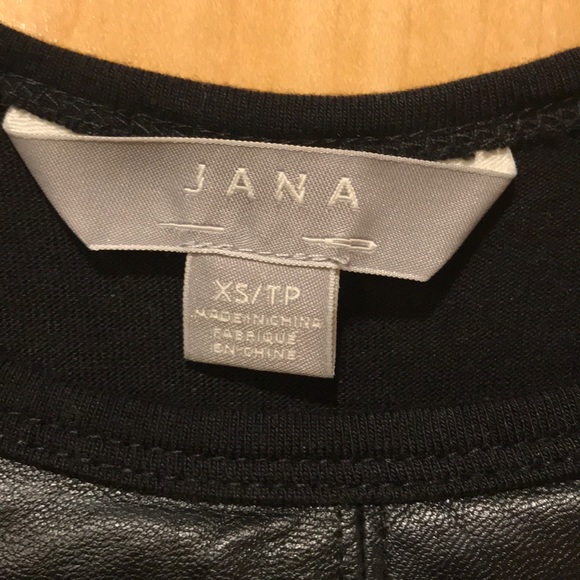 JANA
XS/TP
MADE IN CHINA
FABRIQUE
EN CHINE